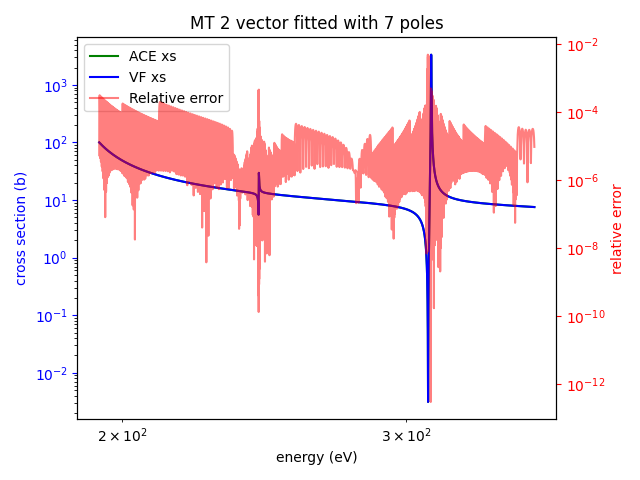 MT 2 vector fitted with 7 poles
ACE xs
VF xs
Relative error
10³
10²
10¹
10⁰
10⁻¹
10⁻²
cross section (b)
10⁻²
10⁻⁴
10⁻⁶
10⁻⁸
10⁻¹⁰
10⁻¹²
relative error
2 × 10²
3 × 10²
energy (eV)